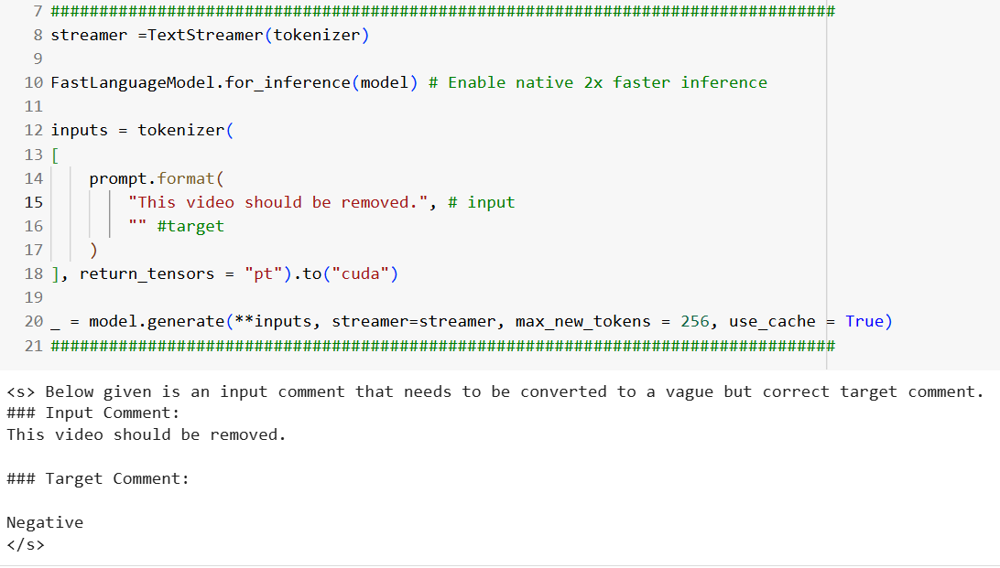 7 #################################################################################
8 streamer =TextStreamer(tokenizer)
9
10 FastLanguageModel.for_inference(model) # Enable native 2x faster inference
11
12 inputs = tokenizer(
13 [
14     prompt.format(
15         "This video should be removed.", # input
16         "" #target
17     )
18 ], return_tensors = "pt").to("cuda")
19
20 _ = model.generate(**inputs, streamer=streamer, max_new_tokens = 256, use_cache = True)
21 #################################################################################
<s> Below given is an input comment that needs to be converted to a vague but correct target comment.
### Input Comment:
This video should be removed.

### Target Comment:

Negative
</s>